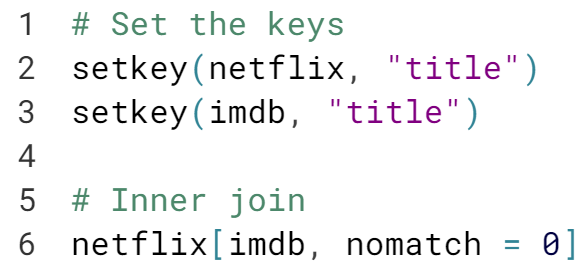 1 # Set the keys
2 setkey(netflix, "title")
3 setkey(imdb, "title")
4
5 # Inner join
6 netflix[imdb, nomatch = 0]